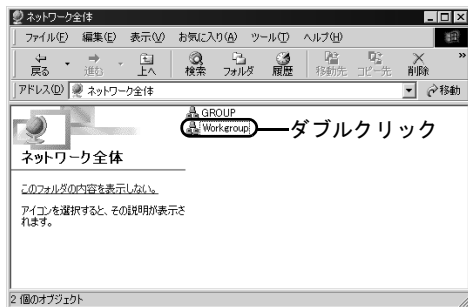 ネットワーク全体
ファイル(F) 編集(E) 表示(V) お気に入り(A) ツール(T) ヘルプ(H)
戻る 進む 上へ 検索 フォルダ 履歴 移動先 コピー先 削除 »
アドレス(D) ネットワーク全体 移動
GROUP
Workgroup ダブルクリック
ネットワーク全体
このフォルダの内容を表示しない。
アイコンを選択すると、その説明が表示さ
れます。
2 個のオブジェクト